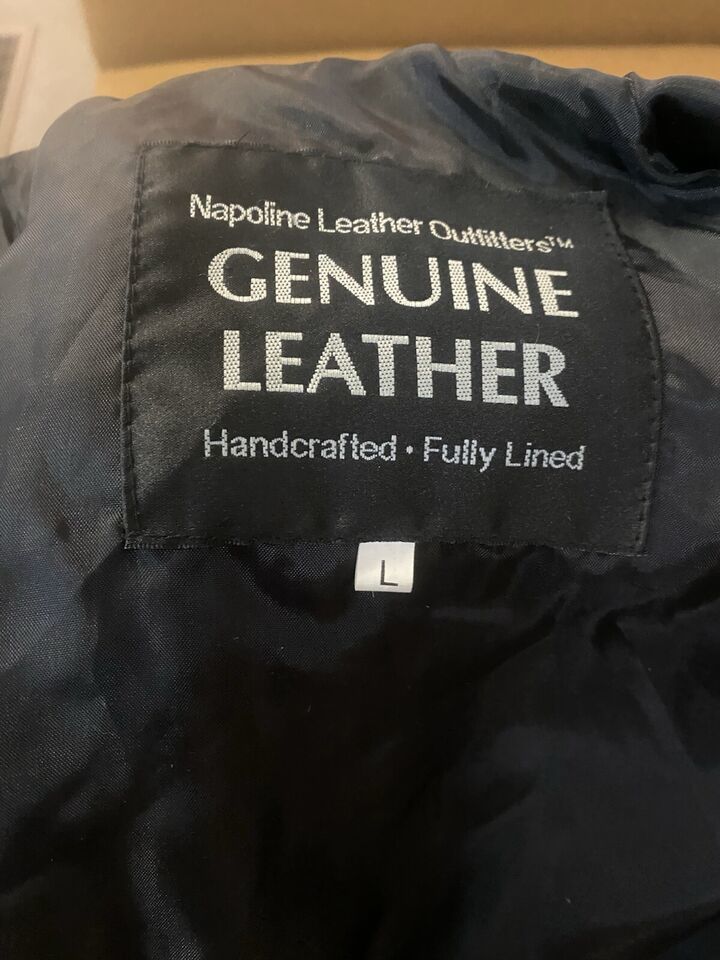 Napoline Leather Outfitters™
GENUINE
LEATHER
Handcrafted • Fully Lined
L